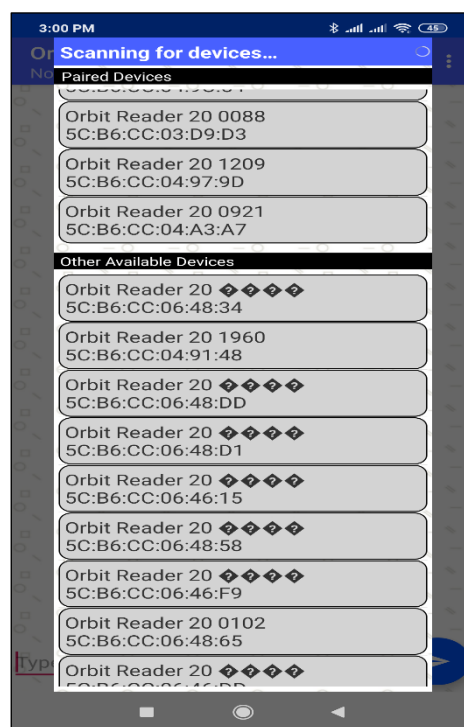 3:00 PM
45
Or
Scanning for devices...
No
Paired Devices
Orbit Reader 20 0088
5C:B6:CC:03:D9:D3
Orbit Reader 20 1209
5C:B6:CC:04:97:9D
Orbit Reader 20 0921
5C:B6:CC:04:A3:A7
Other Available Devices
Orbit Reader 20 ����
5C:B6:CC:06:48:34
Orbit Reader 20 1960
5C:B6:CC:04:91:48
Orbit Reader 20 ����
5C:B6:CC:06:48:DD
Orbit Reader 20 ����
5C:B6:CC:06:48:D1
Orbit Reader 20 ����
5C:B6:CC:06:46:15
Orbit Reader 20 ����
5C:B6:CC:06:48:58
Orbit Reader 20 ����
5C:B6:CC:06:46:F9
Orbit Reader 20 0102
5C:B6:CC:06:48:65
Type
Orbit Reader 20 ����